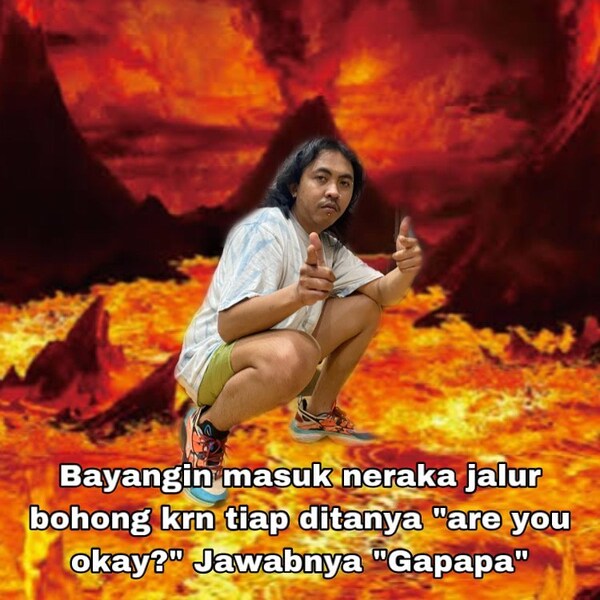 Bayangin masuk neraka jalur
bohong krn tiap ditanya "are you
okay?" Jawabnya "Gapapa"